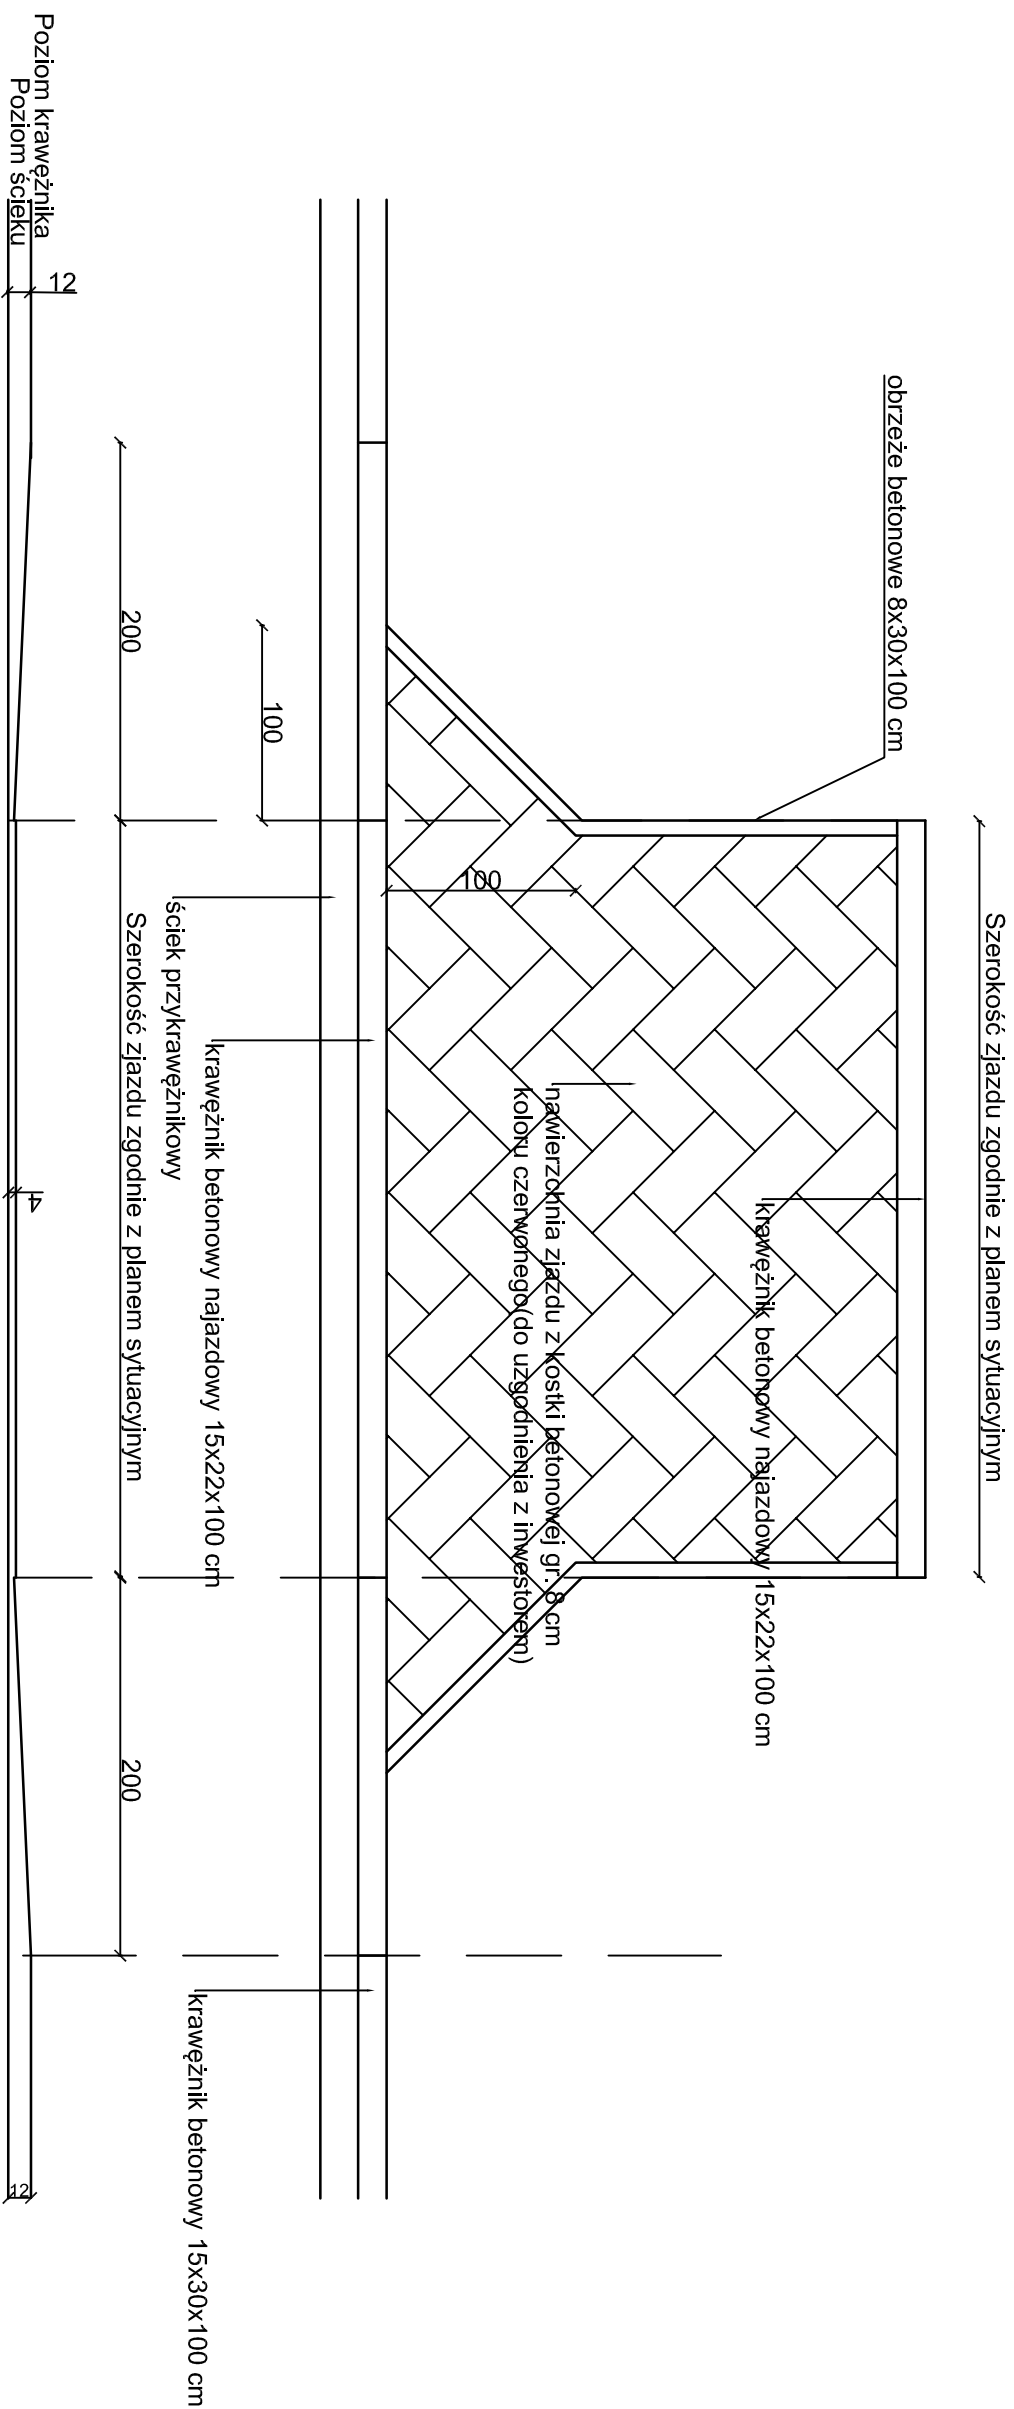 Szerokość zjazdu zgodnie z planem sytuacyjnym
obrzeże betonowe 8x30x100 cm
krawężnik betonowy najazdowy 15x22x100 cm
100
nawierzchnia zjazdu z kostki betonowej gr. 8 cm
koloru czerwonego(do uzgodnienia z inwestorem)
100
krawężnik betonowy najazdowy 15x22x100 cm
krawężnik betonowy 15x30x100 cm
ściek przykrawężnikowy
200
Szerokość zjazdu zgodnie z planem sytuacyjnym
200
12
Poziom krawężnika
Poziom ścieku
4
12